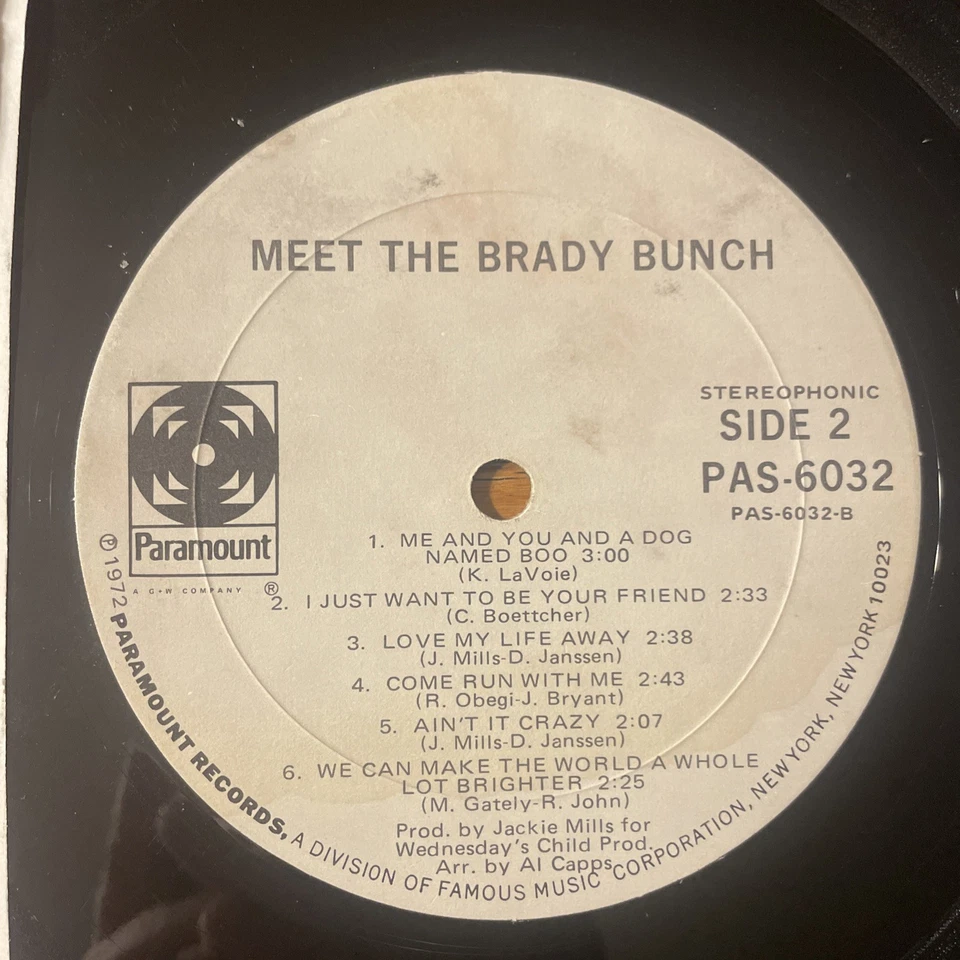 MEET THE BRADY BUNCH
STEREOPHONIC
SIDE 2
PAS-6032
PAS-6032-B
Paramount
®
A G+W COMPANY
1. ME AND YOU AND A DOG
NAMED BOO 3:00
(K. LaVoie)
2. I JUST WANT TO BE YOUR FRIEND 2:33
(C. Boettcher)
3. LOVE MY LIFE AWAY 2:38
(J. Mills-D. Janssen)
4. COME RUN WITH ME 2:43
(R. Obegi-J. Bryant)
5. AIN'T IT CRAZY 2:07
(J. Mills-D. Janssen)
6. WE CAN MAKE THE WORLD A WHOLE
LOT BRIGHTER 2:25
(M. Gately-R. John)
Prod. by Jackie Mills for
Wednesday's Child Prod.
Arr. by Al Capps
℗ 1972 PARAMOUNT RECORDS, A DIVISION OF FAMOUS MUSIC CORPORATION, NEW YORK, NEW YORK 10023